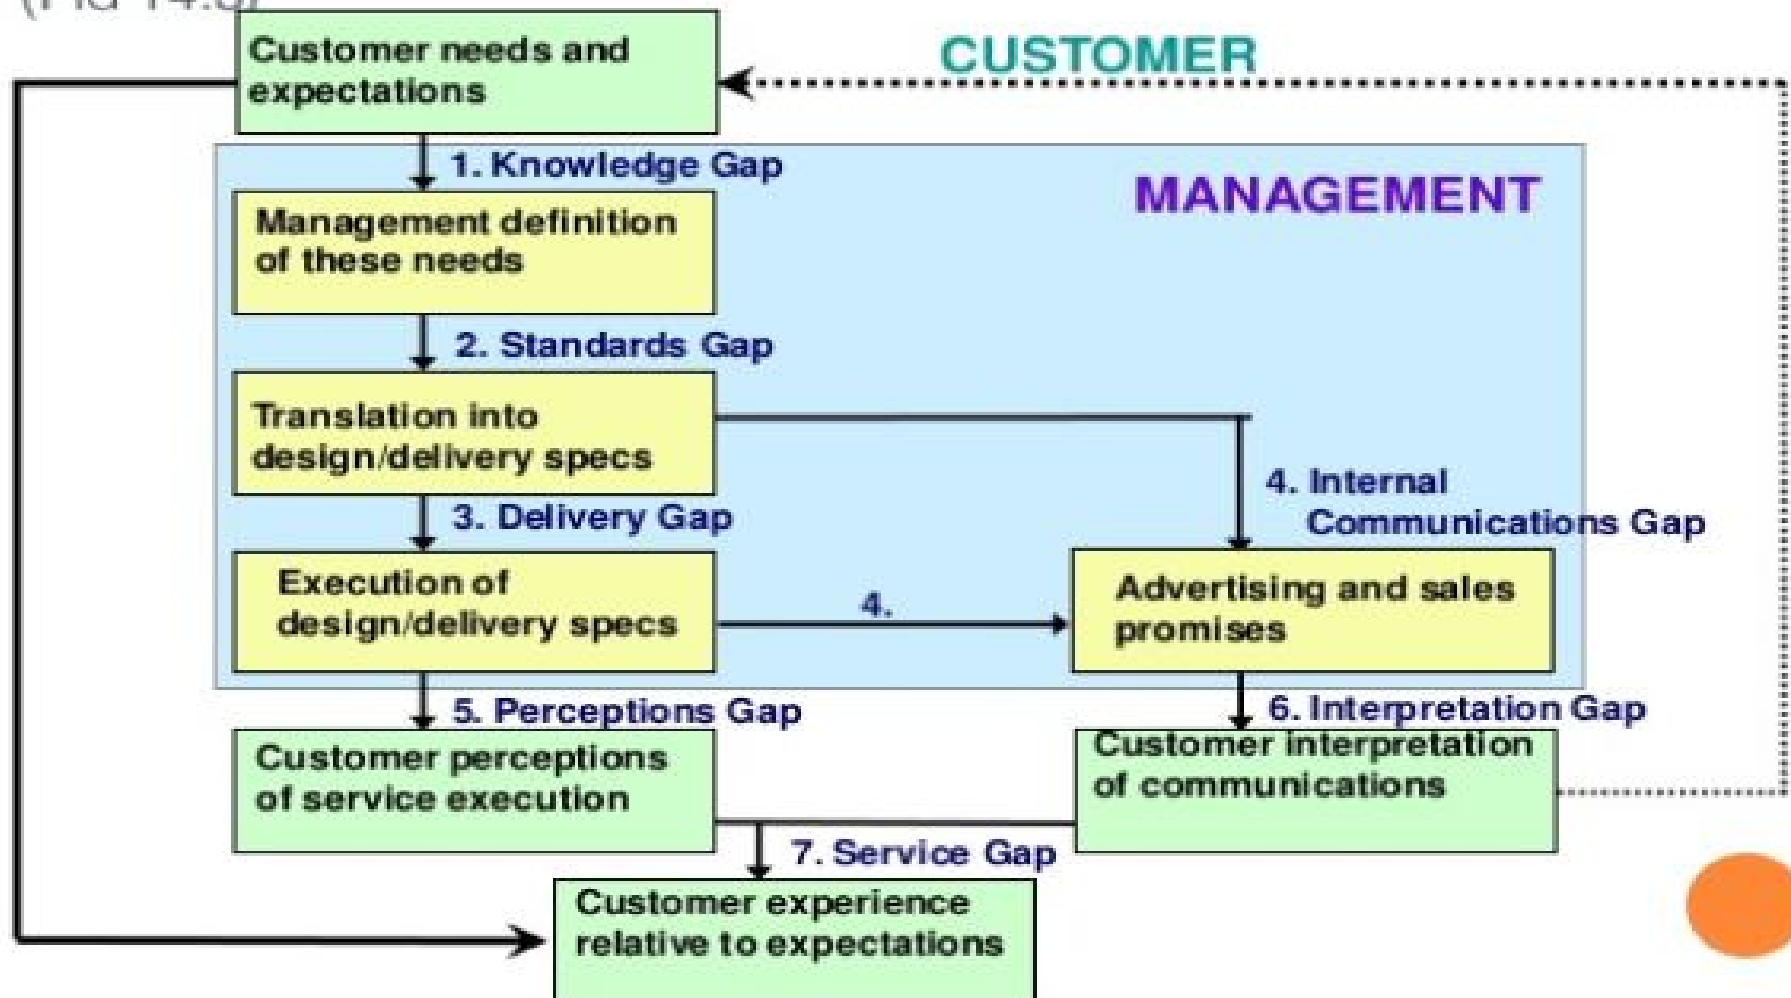 Customer needs and
expectations
CUSTOMER
1. Knowledge Gap
MANAGEMENT
Management definition
of these needs
2. Standards Gap
Translation into
design/delivery specs
4. Internal
Communications Gap
3. Delivery Gap
Execution of
design/delivery specs
4.
Advertising and sales
promises
5. Perceptions Gap
6. Interpretation Gap
Customer perceptions
of service execution
Customer interpretation
of communications
7. Service Gap
Customer experience
relative to expectations